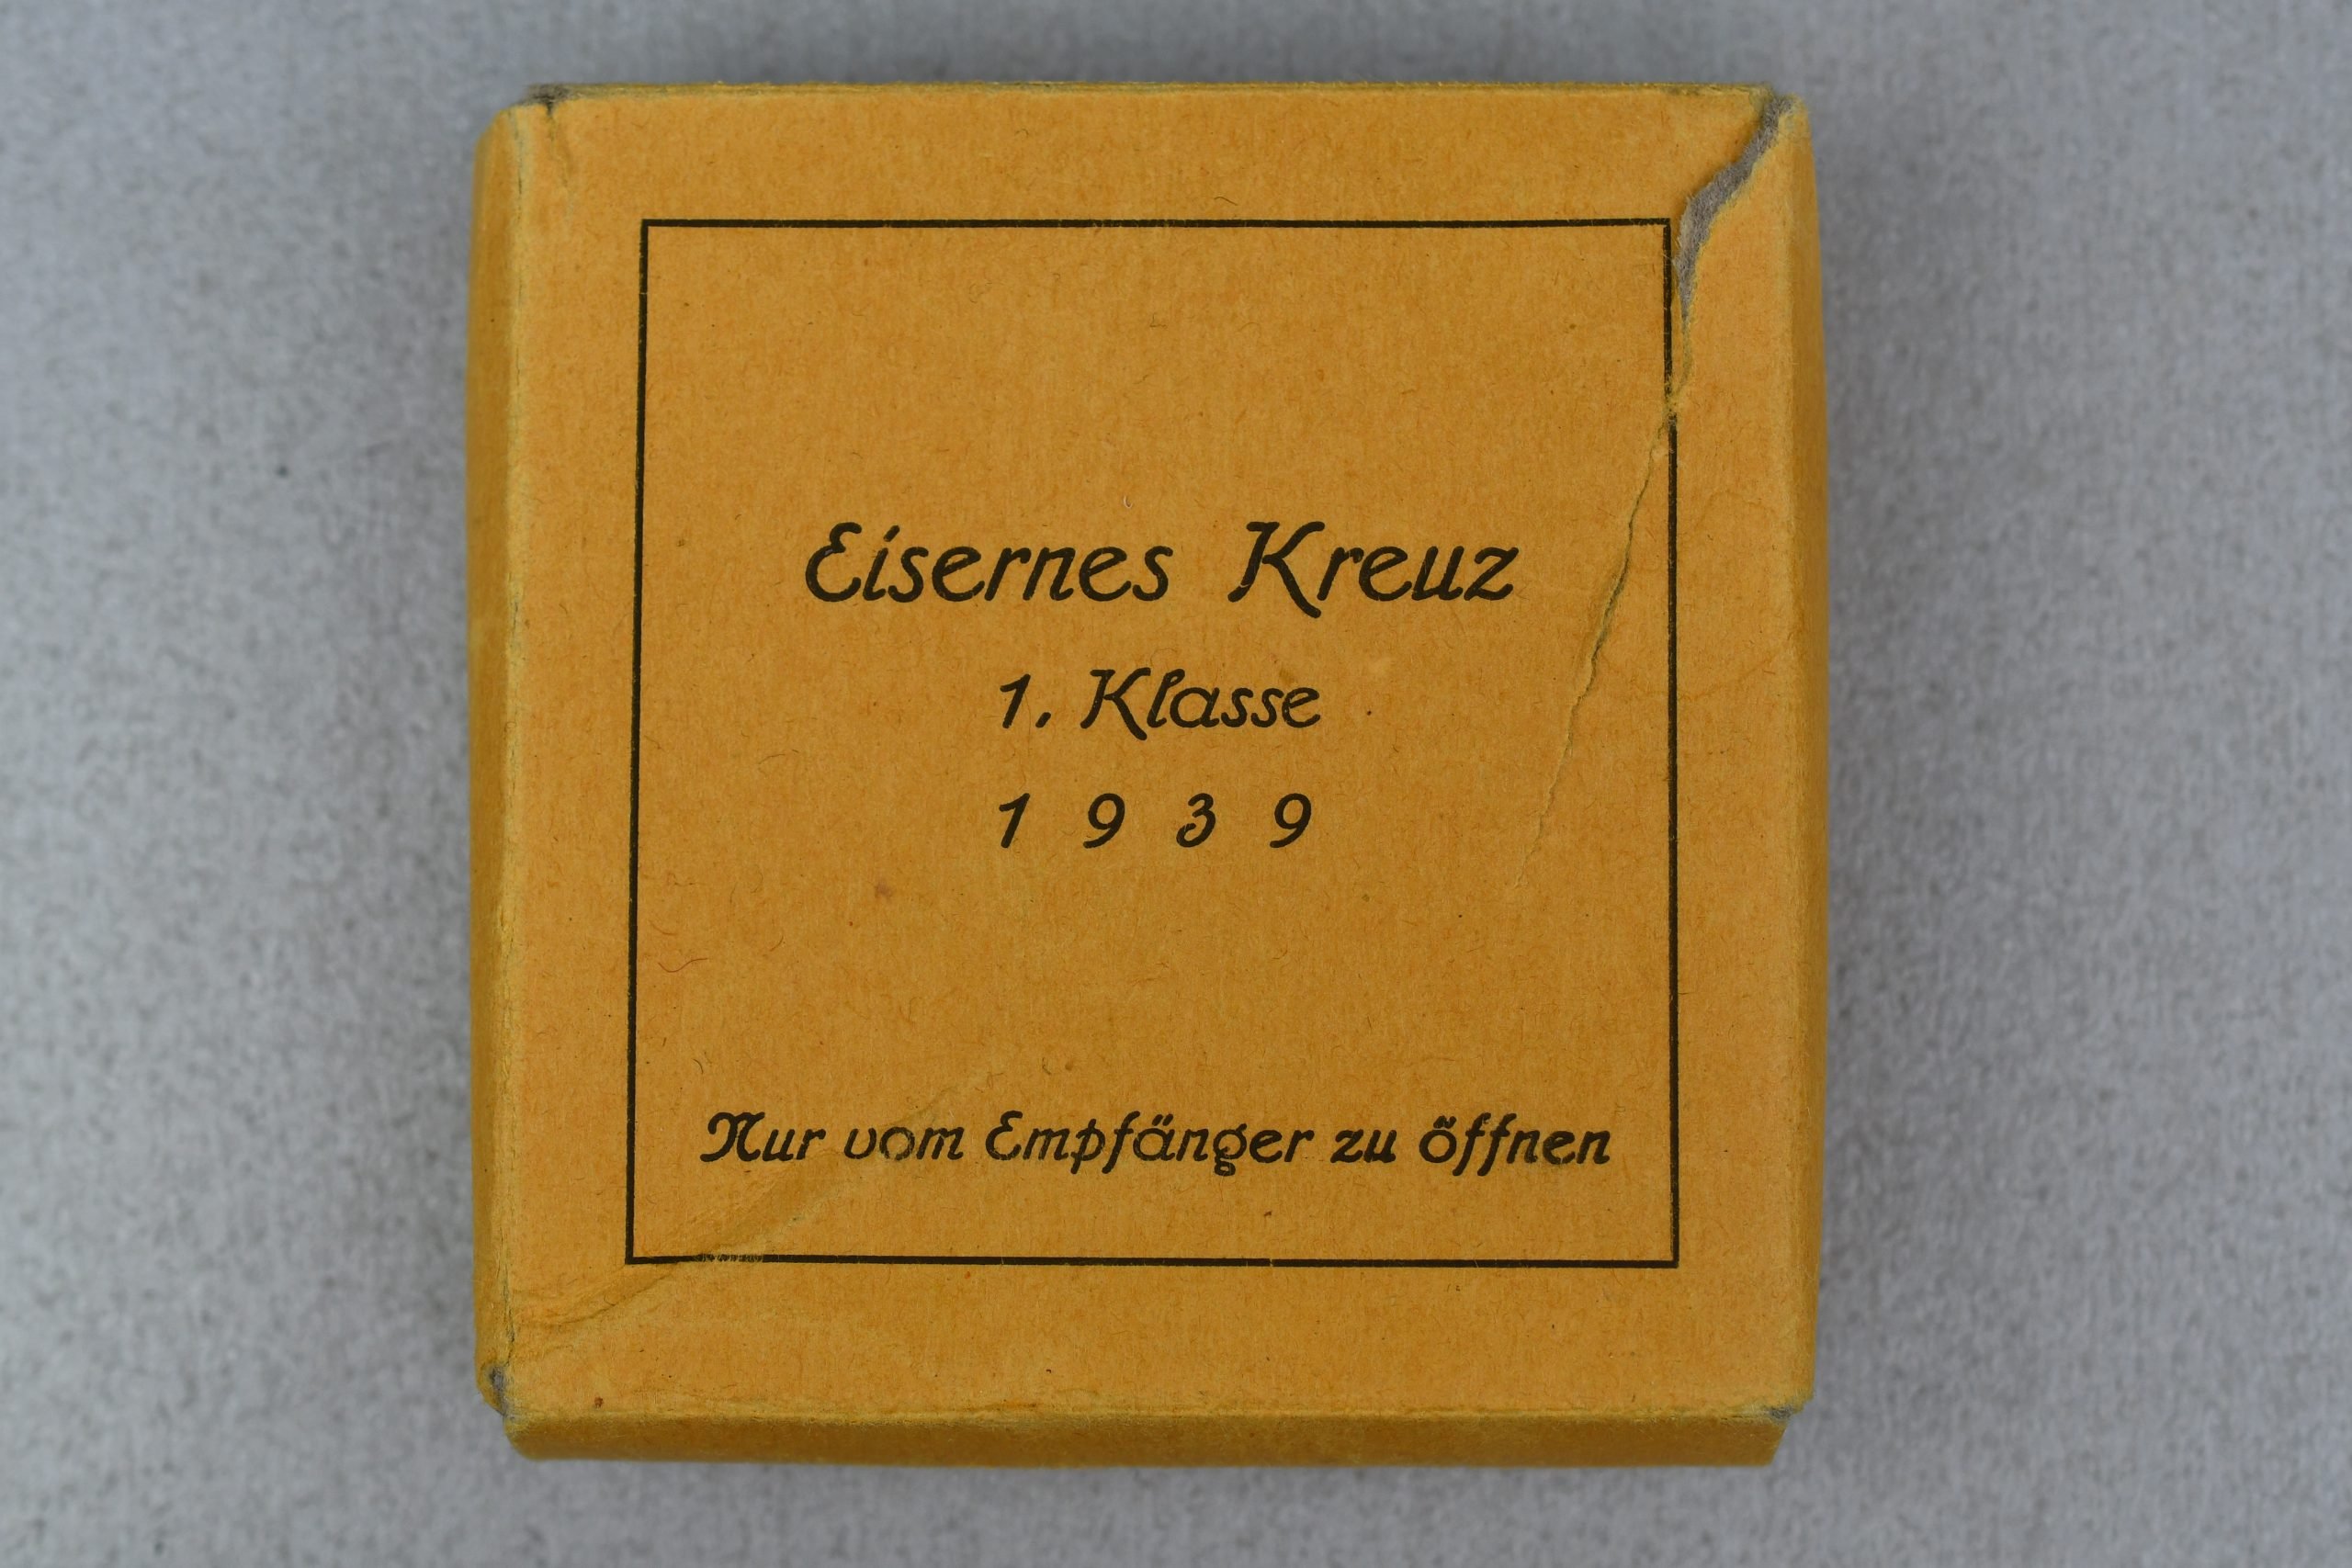 Eisernes Kreuz
1. Klasse
1 9 3 9
Nur vom Empfänger zu öffnen